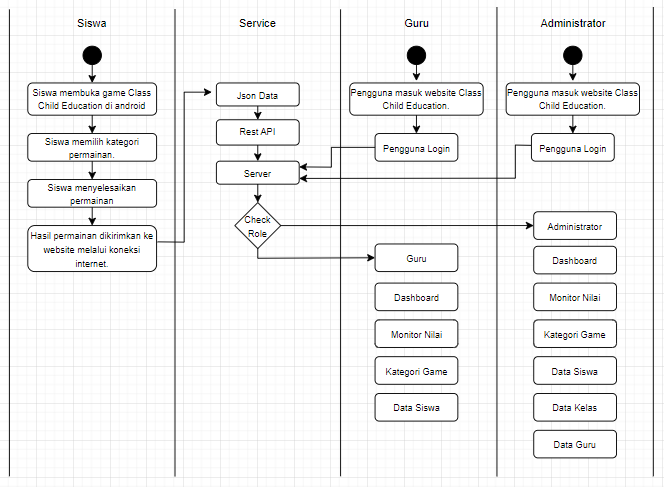 Siswa
Service
Guru
Administrator
Siswa membuka game Class
Child Education di android
Siswa memilih kategori
permainan.
Siswa menyelesaikan
permainan
Hasil permainan dikirimkan ke
website melalui koneksi
internet.
Json Data
Rest API
Server
Check
Role
Pengguna masuk website Class
Child Education.
Pengguna Login
Guru
Dashboard
Monitor Nilai
Kategori Game
Data Siswa
Pengguna masuk website Class
Child Education.
Pengguna Login
Administrator
Dashboard
Monitor Nilai
Kategori Game
Data Siswa
Data Kelas
Data Guru